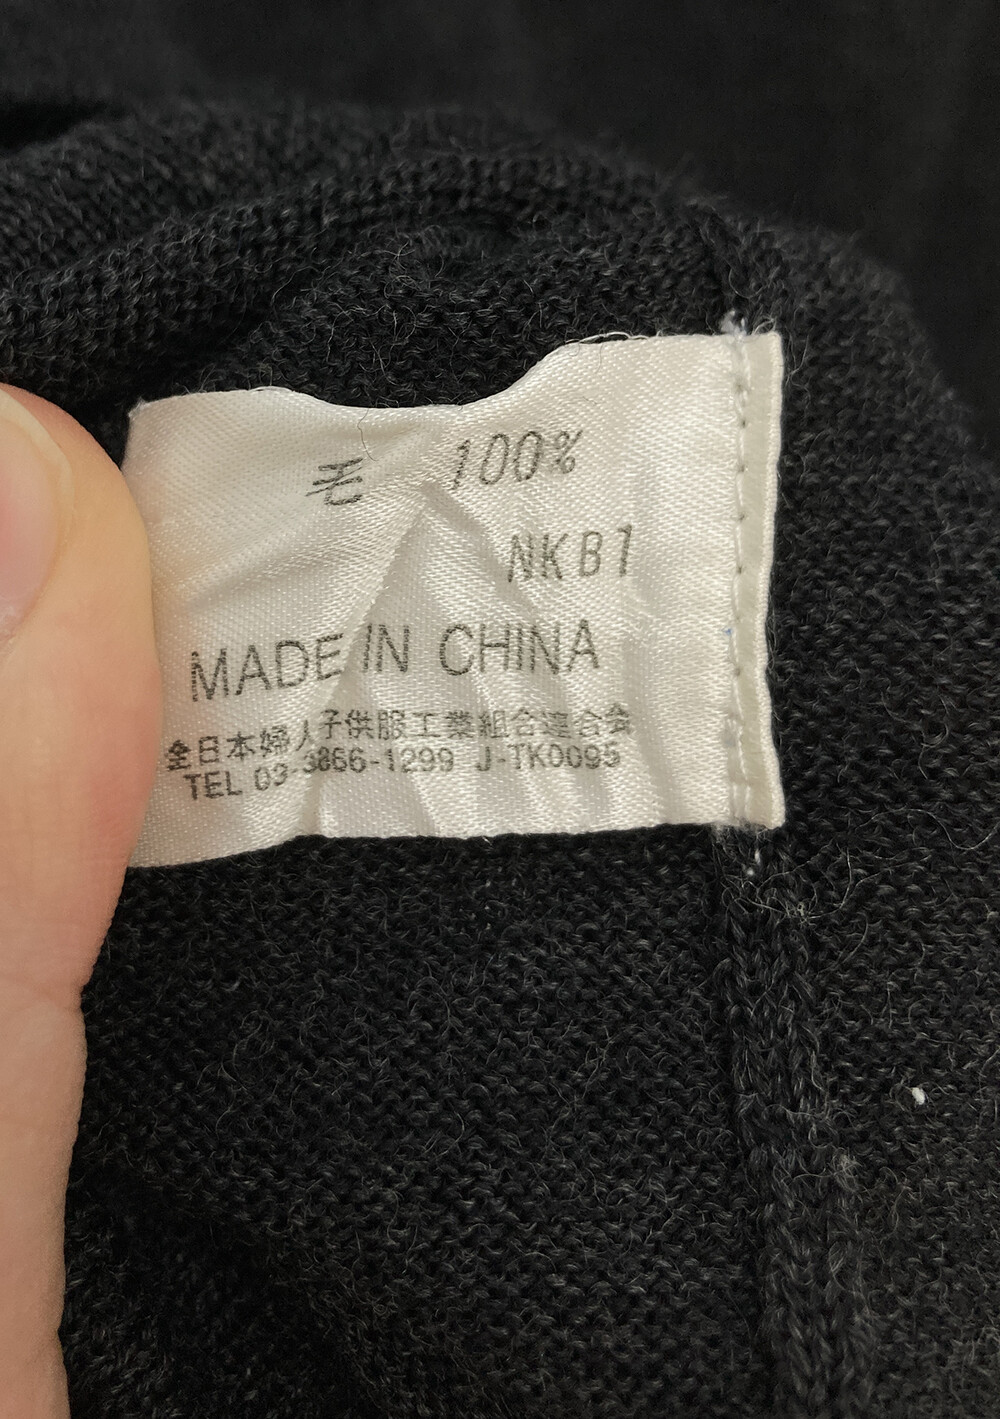 毛 100%
NKB1
MADE IN CHINA
全日本婦人子供服工業組合連合会
TEL 03-3866-1299 J-TK0095